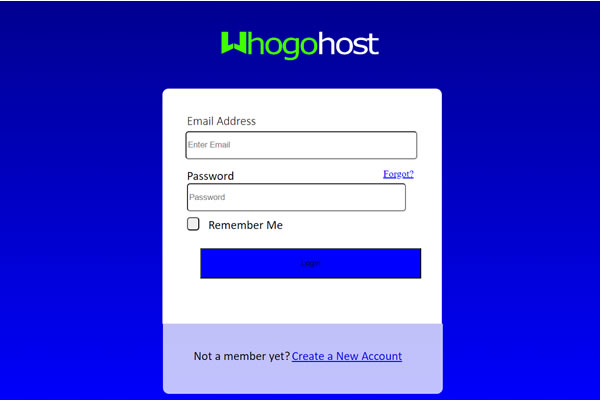 Whogohost
Email Address
Enter Email
Password
Forgot?
Password
Remember Me
Login
Not a member yet? Create a New Account